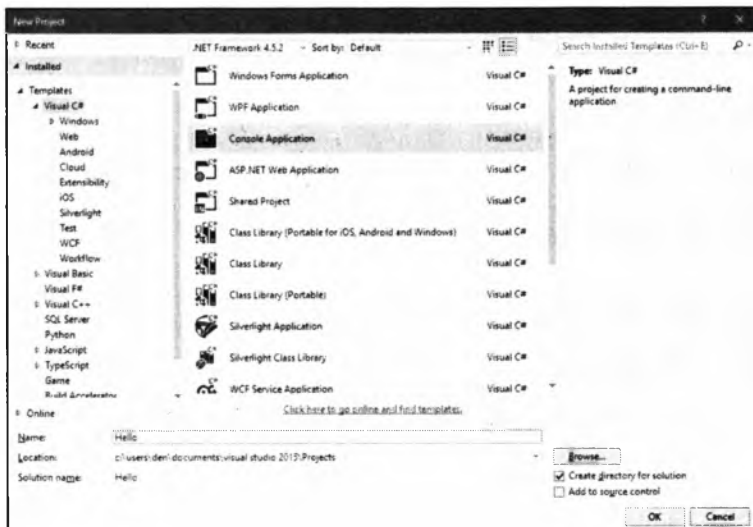 New Project
? X
Recent
Installed
Templates
Visual C#
Windows
Web
Android
Cloud
Extensibility
iOS
Silverlight
Test
WCF
Workflow
Visual Basic
Visual F#
Visual C++
SQL Server
Python
JavaScript
TypeScript
Game
Build Accelerator
Online
.NET Framework 4.5.2 Sort by: Default
Windows Forms Application Visual C#
WPF Application Visual C#
Console Application Visual C#
ASP.NET Web Application Visual C#
Shared Project Visual C#
Class Library (Portable for iOS, Android and Windows) Visual C#
Class Library Visual C#
Class Library (Portable) Visual C#
Silverlight Application Visual C#
Silverlight Class Library Visual C#
WCF Service Application Visual C#
Click here to go online and find templates.
Search Installed Templates (Ctrl+E)
Type: Visual C#
A project for creating a command-line
application
Name: Hello
Location: c:\users\den\documents\visual studio 2015\Projects
Solution name: Hello
Browse...
Create directory for solution
Add to source control
OK Cancel